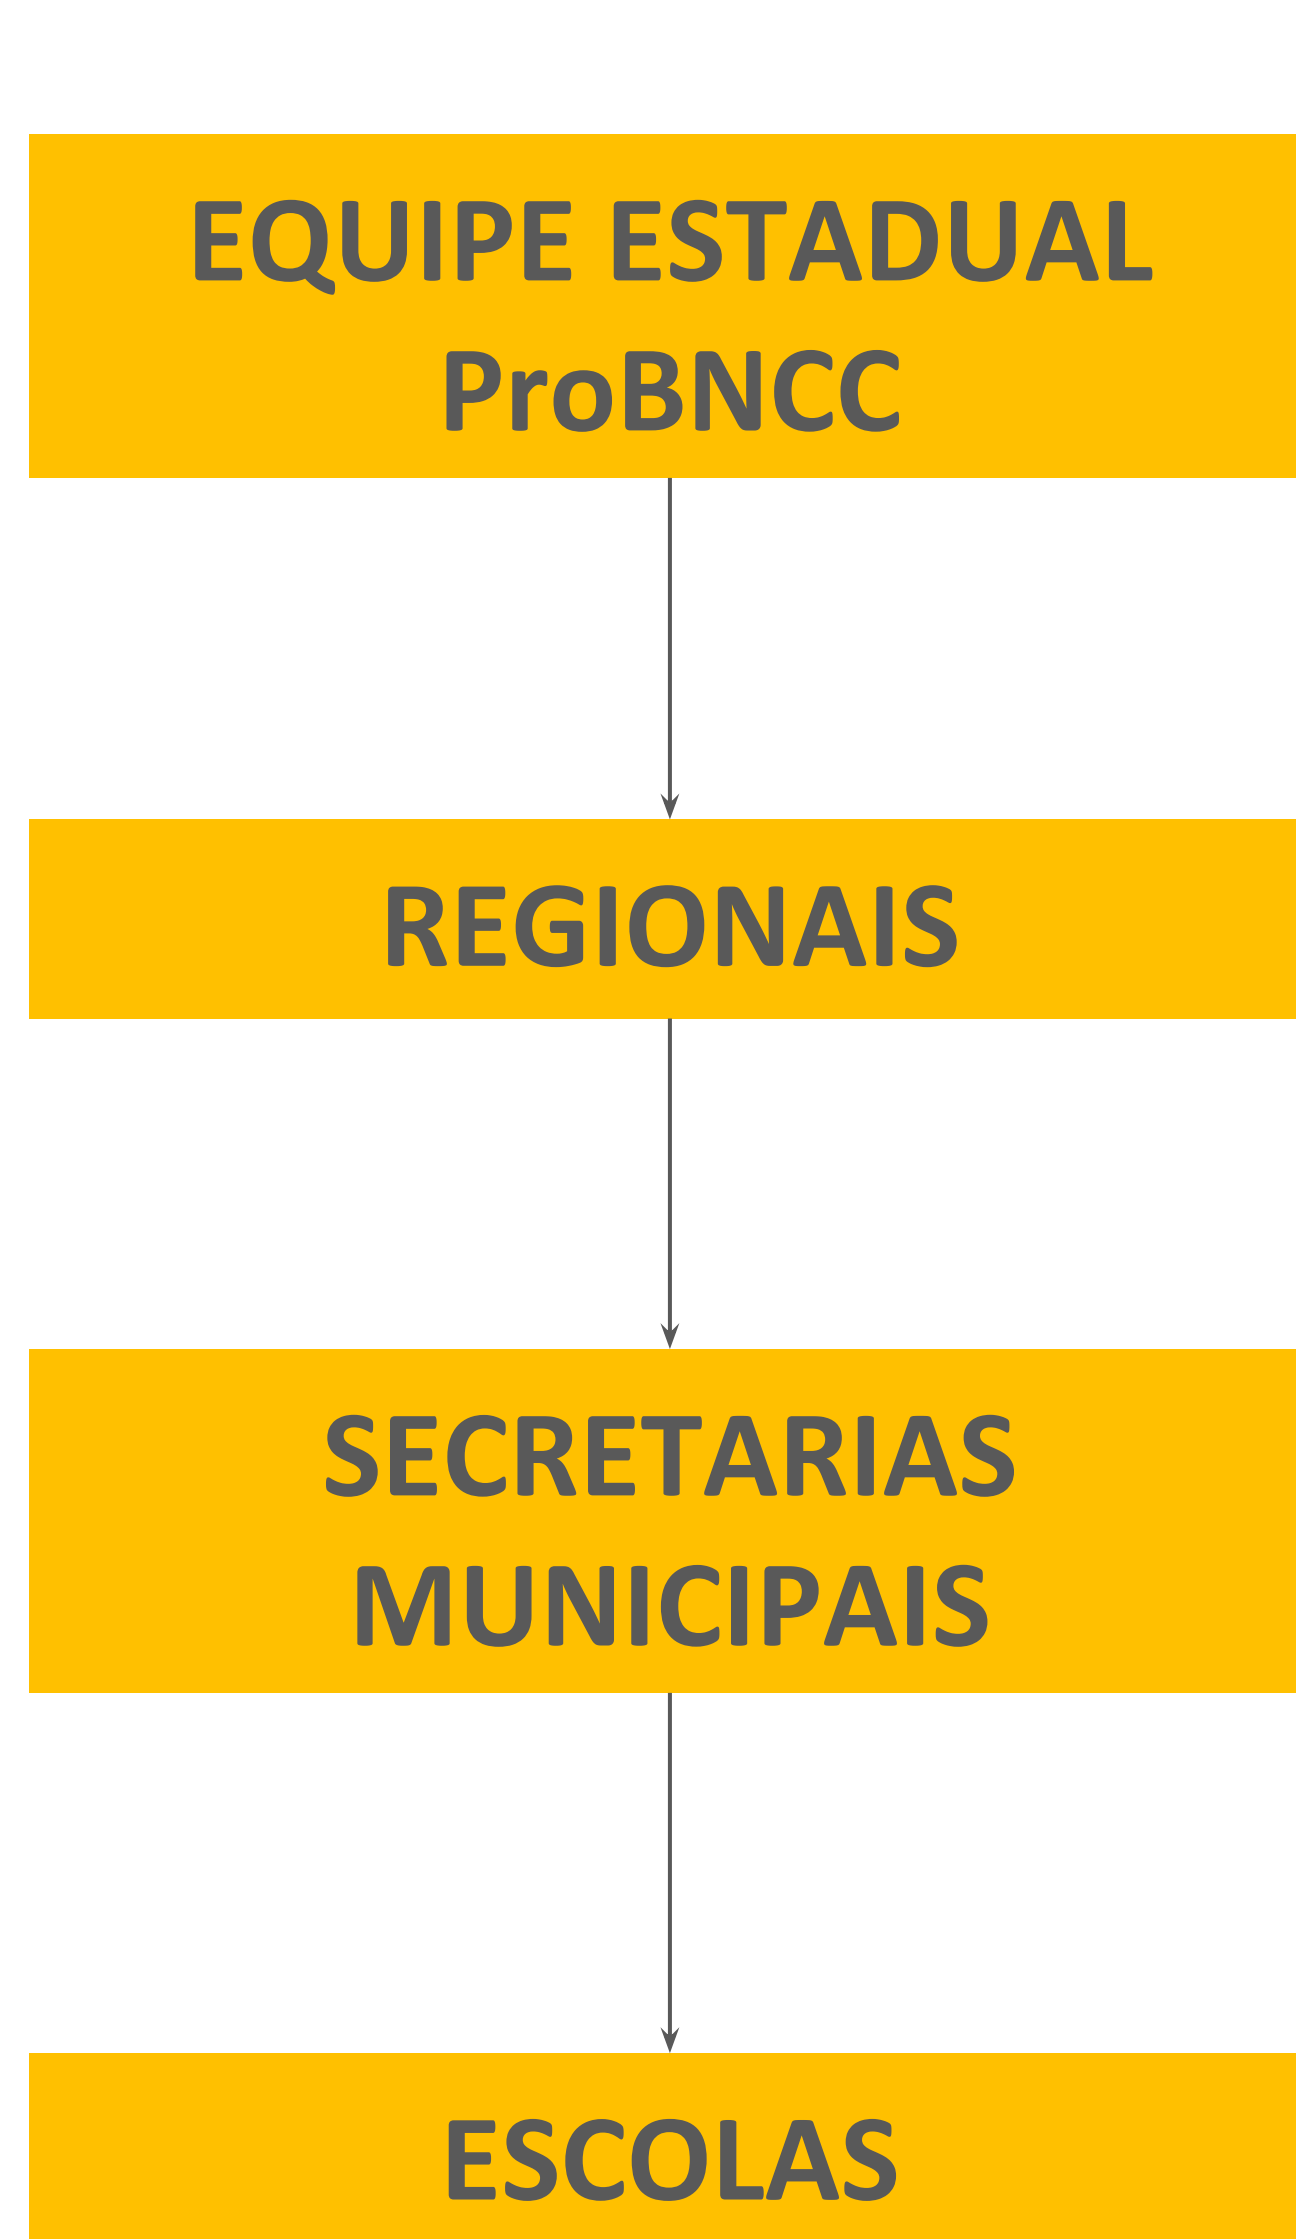 EQUIPE ESTADUAL
ProBNCC
REGIONAIS
SECRETARIAS
MUNICIPAIS
ESCOLAS